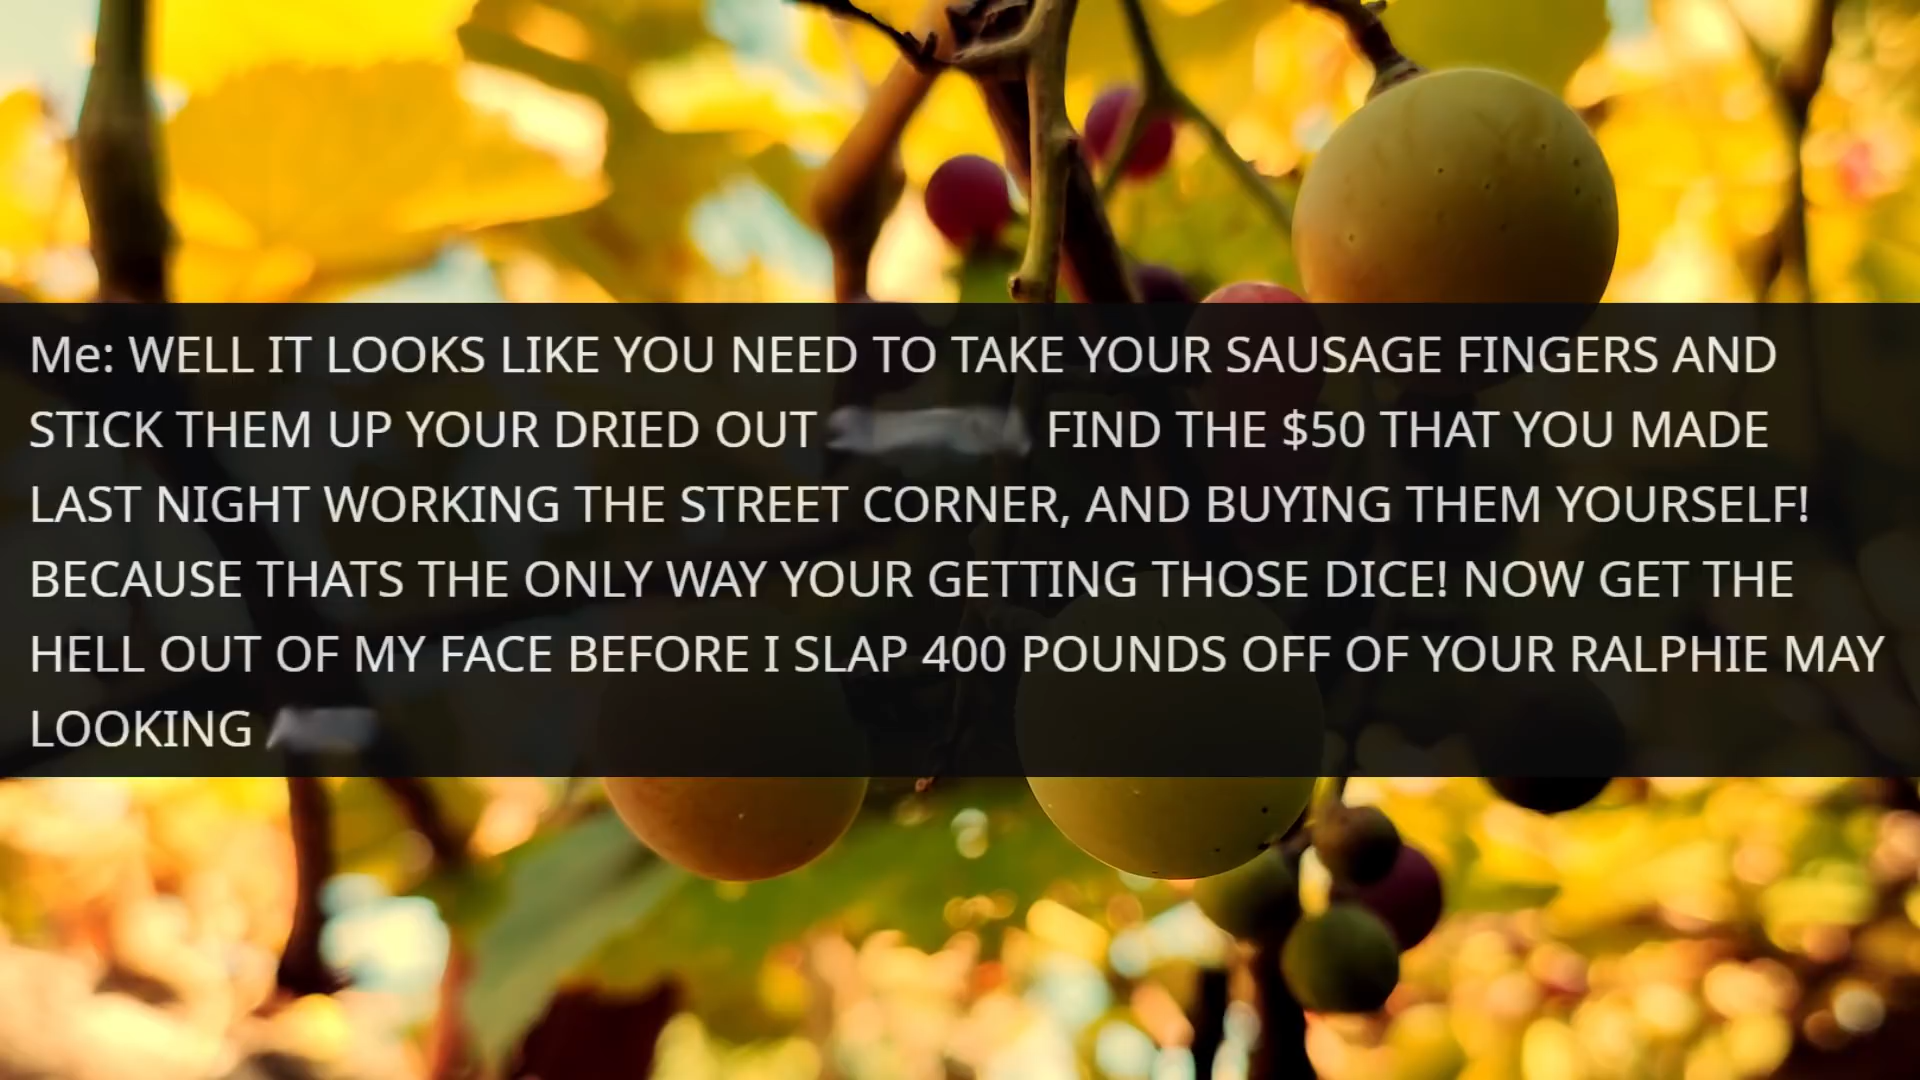 Me: WELL IT LOOKS LIKE YOU NEED TO TAKE YOUR SAUSAGE FINGERS AND
STICK THEM UP YOUR DRIED OUT FIND THE $50 THAT YOU MADE
LAST NIGHT WORKING THE STREET CORNER, AND BUYING THEM YOURSELF!
BECAUSE THATS THE ONLY WAY YOUR GETTING THOSE DICE! NOW GET THE
HELL OUT OF MY FACE BEFORE I SLAP 400 POUNDS OFF OF YOUR RALPHIE MAY
LOOKING